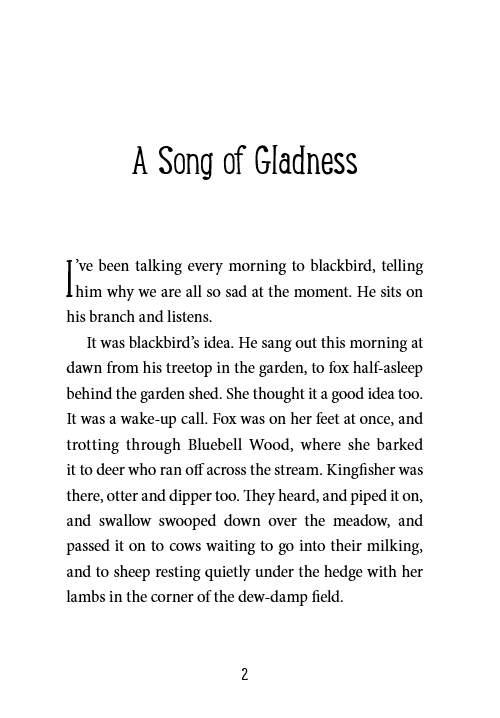 A Song of Gladness
I’ve been talking every morning to blackbird, telling
him why we are all so sad at the moment. He sits on
his branch and listens.
It was blackbird’s idea. He sang out this morning at
dawn from his treetop in the garden, to fox half-asleep
behind the garden shed. She thought it a good idea too.
It was a wake-up call. Fox was on her feet at once, and
trotting through Bluebell Wood, where she barked
it to deer who ran off across the stream. Kingfisher was
there, otter and dipper too. They heard, and piped it on,
and swallow swooped down over the meadow, and
passed it on to cows waiting to go into their milking,
and to sheep resting quietly under the hedge with her
lambs in the corner of the dew-damp field.
2